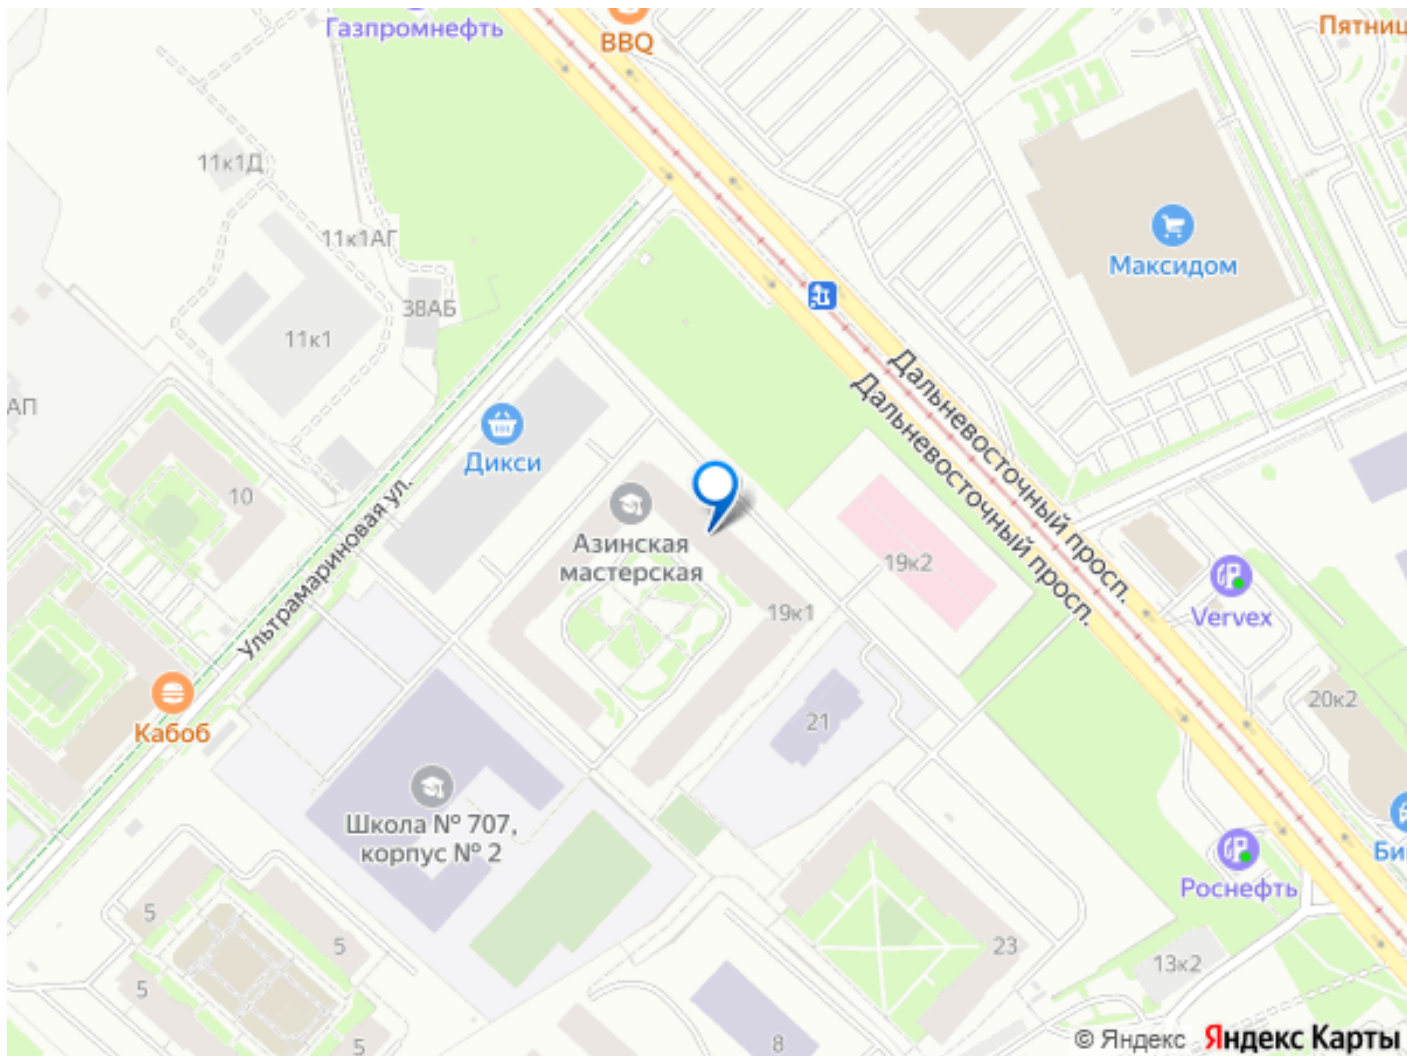 Газпромнефть
BBQ
Пятниц
11к1Д
11к1АГ
38АБ
11к1
Максидом
АП
Дикси
10
Ультрамариновая ул.
Дальневосточный просп.
Дальневосточный просп.
Азинская
мастерская
19к2
19к1
Vervex
21
20к2
Кабоб
Школа № 707,
корпус № 2
Би
Роснефть
5
5
5
5
23
13к2
8
© Яндекс Яндекс Карты